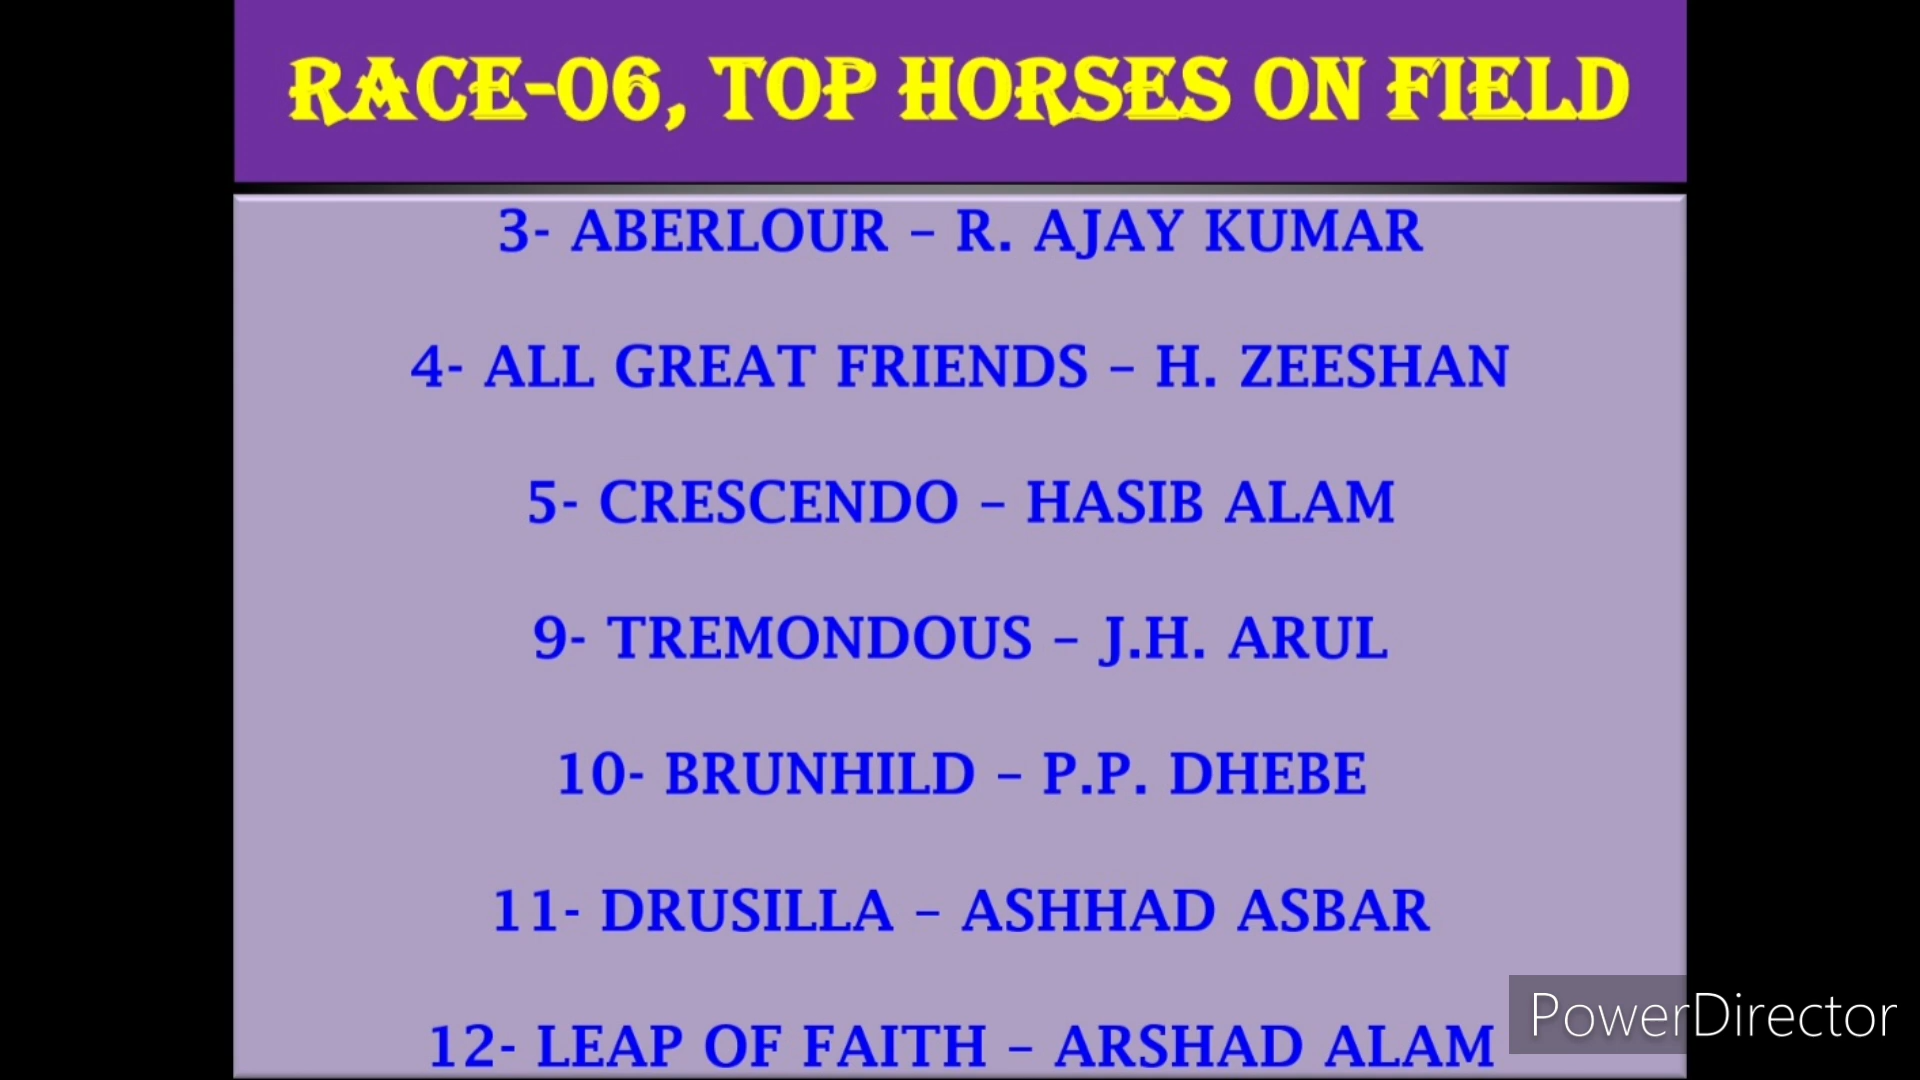 RACE-06, TOP HORSES ON FIELD
3- ABERLOUR – R. AJAY KUMAR
4- ALL GREAT FRIENDS – H. ZEESHAN
5- CRESCENDO – HASIB ALAM
9- TREMONDOUS – J.H. ARUL
10- BRUNHILD – P.P. DHEBE
11- DRUSILLA – ASHHAD ASBAR
12- LEAP OF FAITH – ARSHAD ALAM
PowerDirector